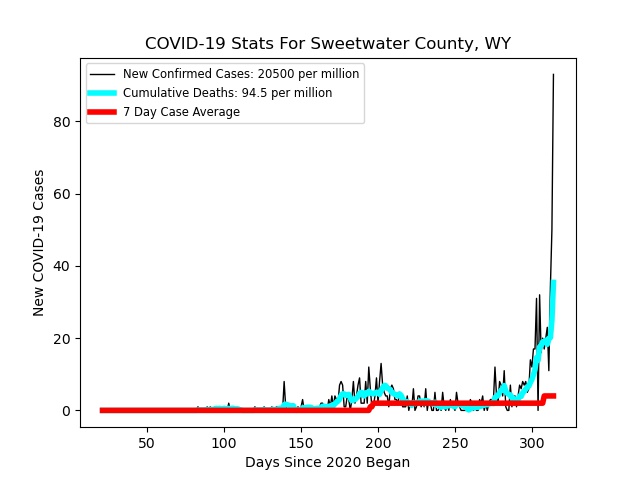 COVID-19 Stats For Sweetwater County, WY
New Confirmed Cases: 20500 per million
Cumulative Deaths: 94.5 per million
7 Day Case Average
New COVID-19 Cases
80
60
40
20
0
50 100 150 200 250 300
Days Since 2020 Began